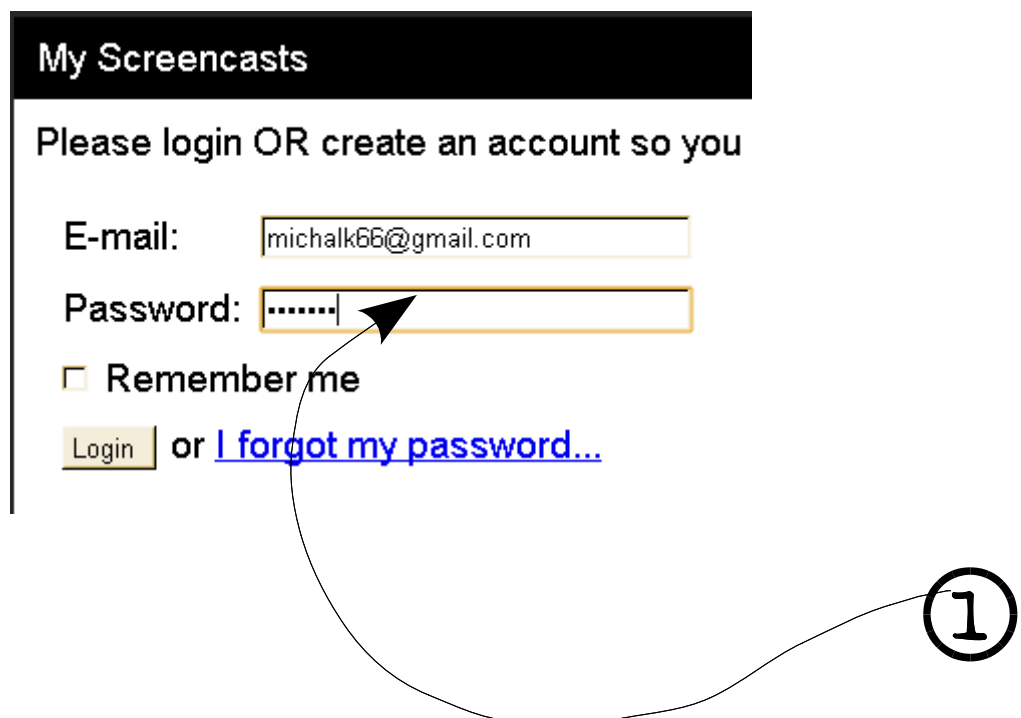 My Screencasts
Please login OR create an account so you
E-mail: michalk66@gmail.com
Password: •••••••
Remember me
Login or I forgot my password...
1